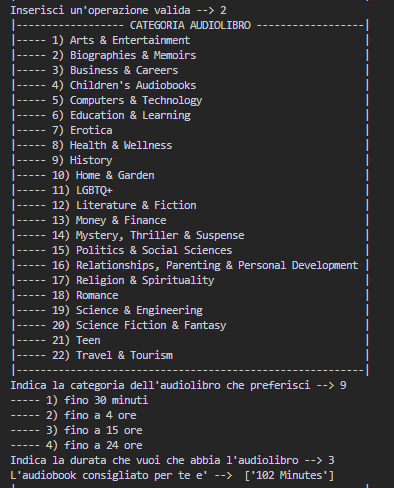 Inserisci un'operazione valida --> 2
|----------------- CATEGORIA AUDIOLIBRO -----------------|
|----- 1) Arts & Entertainment |
|----- 2) Biographies & Memoirs |
|----- 3) Business & Careers |
|----- 4) Children's Audiobooks |
|----- 5) Computers & Technology |
|----- 6) Education & Learning |
|----- 7) Erotica |
|----- 8) Health & Wellness |
|----- 9) History |
|----- 10) Home & Garden |
|----- 11) LGBTQ+ |
|----- 12) Literature & Fiction |
|----- 13) Money & Finance |
|----- 14) Mystery, Thriller & Suspense |
|----- 15) Politics & Social Sciences |
|----- 16) Relationships, Parenting & Personal Development |
|----- 17) Religion & Spirituality |
|----- 18) Romance |
|----- 19) Science & Engineering |
|----- 20) Science Fiction & Fantasy |
|----- 21) Teen |
|----- 22) Travel & Tourism |
|--------------------------------------------------------|
Indica la categoria dell'audiolibro che preferisci --> 9
----- 1) fino 30 minuti
----- 2) fino a 4 ore
----- 3) fino a 15 ore
----- 4) fino a 24 ore
Indica la durata che vuoi che abbia l'audiolibro --> 3
L'audiobook consigliato per te e' --> ['102 Minutes']